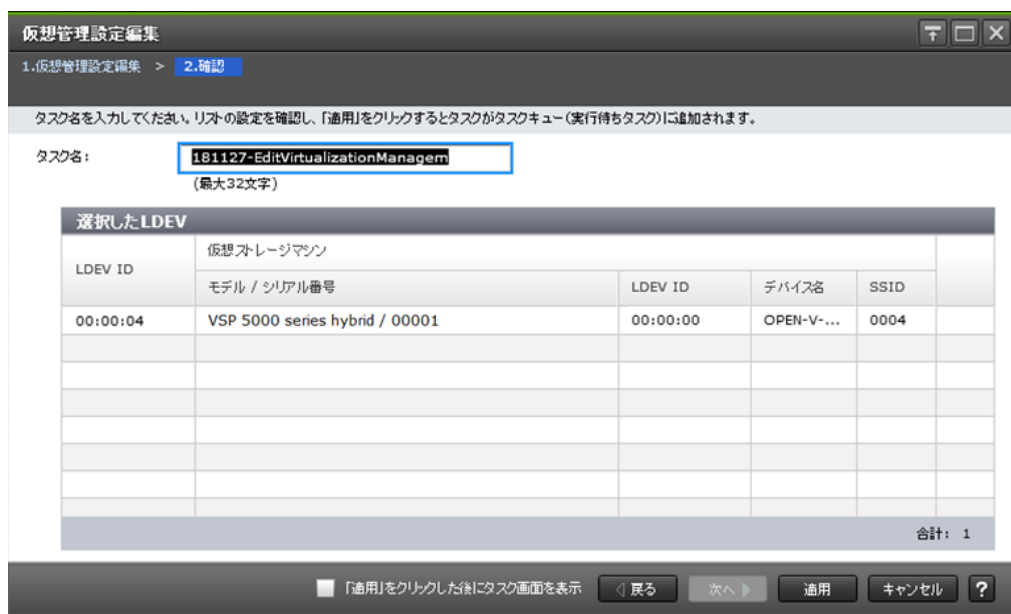 仮想管理設定編集
1.仮想管理設定編集 > 2.確認
タスク名を入力してください。リストの設定を確認し、「適用」をクリックするとタスクがタスクキュー(実行待ちタスク)に追加されます。
タスク名: 181127-EditVirtualizationManagem
(最大32文字)
選択したLDEV
LDEV ID 仮想ストレージマシン
モデル / シリアル番号 LDEV ID デバイス名 SSID
00:00:04 VSP 5000 series hybrid / 00001 00:00:00 OPEN-V-... 0004
合計: 1
「適用」をクリックした後にタスク画面を表示 戻る 次へ 適用 キャンセル ?